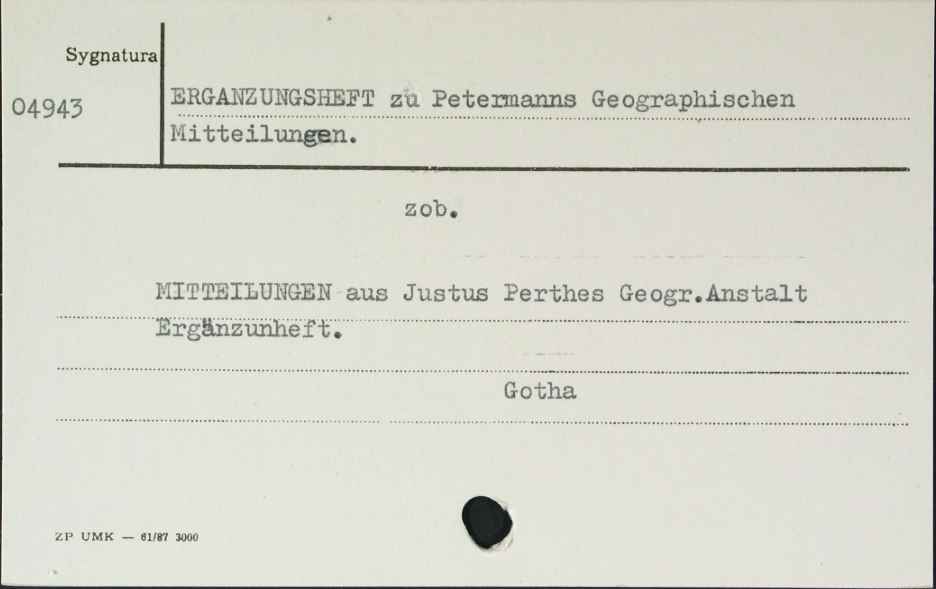 Sygnatura
04943
ERGANZUNGSHEFT zu Petermanns Geographischen
Mitteilungen.
zob.
MITTEILUNGEN aus Justus Perthes Geogr.Anstalt
Ergänzunheft.
Gotha
ZP UMK — 61/87 3000